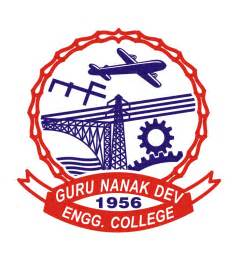 GURU NANAK DEV
1956
ENGG. COLLEGE